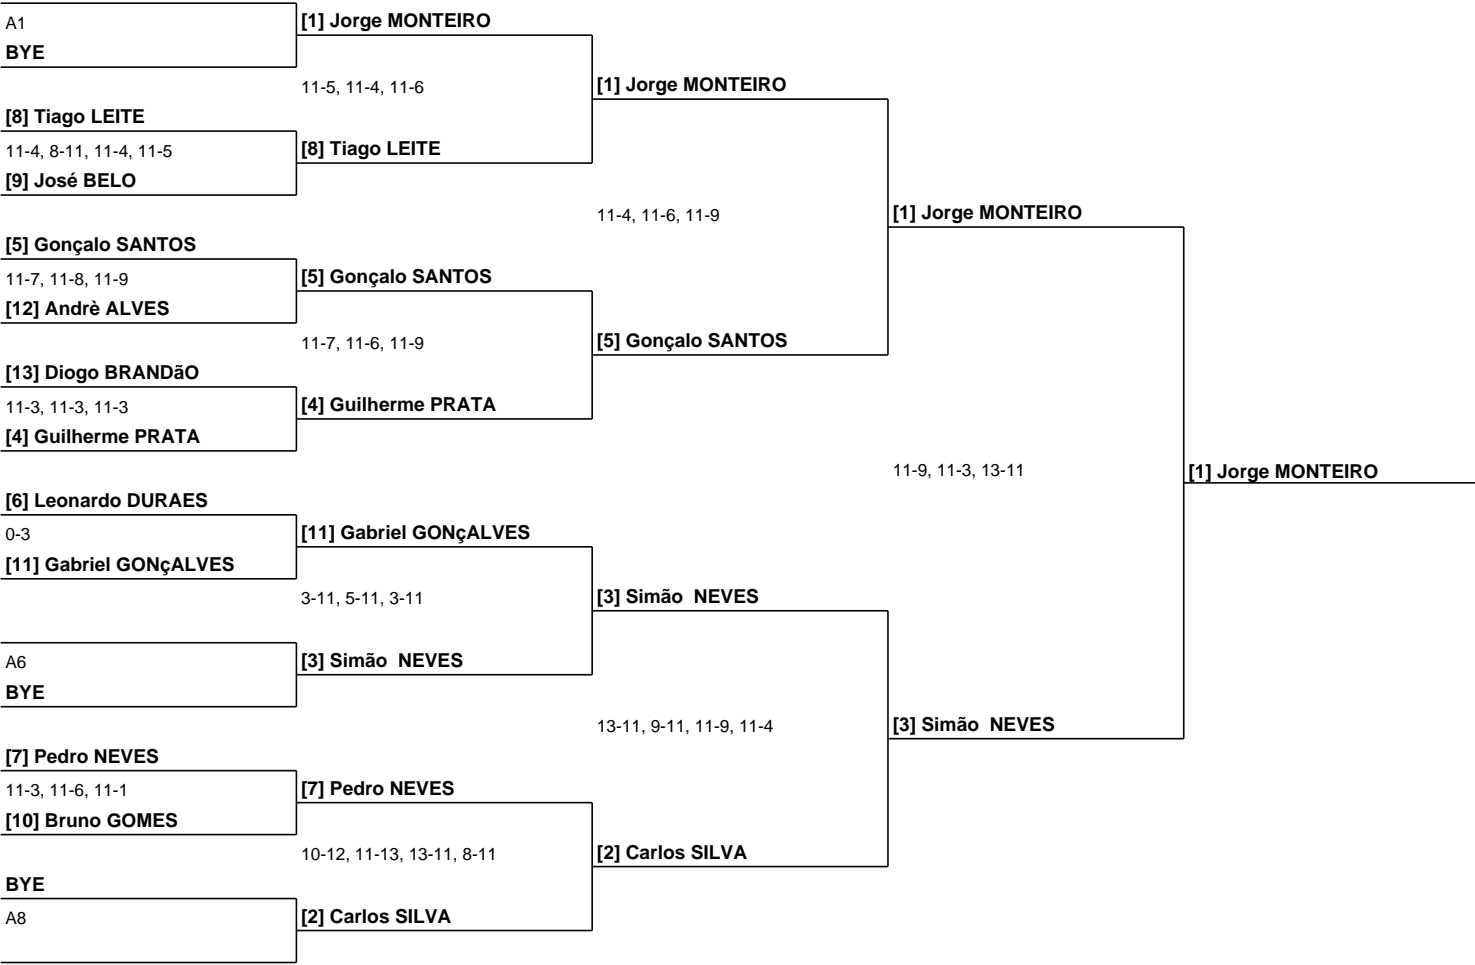 A1
BYE
[1] Jorge MONTEIRO
11-5, 11-4, 11-6
[1] Jorge MONTEIRO
[8] Tiago LEITE
11-4, 8-11, 11-4, 11-5
[9] José BELO
[8] Tiago LEITE
11-4, 11-6, 11-9
[1] Jorge MONTEIRO
[5] Gonçalo SANTOS
11-7, 11-8, 11-9
[12] Andrè ALVES
[5] Gonçalo SANTOS
11-7, 11-6, 11-9
[5] Gonçalo SANTOS
[13] Diogo BRANDãO
11-3, 11-3, 11-3
[4] Guilherme PRATA
[4] Guilherme PRATA
11-9, 11-3, 13-11
[1] Jorge MONTEIRO
[6] Leonardo DURAES
0-3
[11] Gabriel GONçALVES
[11] Gabriel GONçALVES
3-11, 5-11, 3-11
[3] Simão  NEVES
A6
BYE
[3] Simão  NEVES
13-11, 9-11, 11-9, 11-4
[3] Simão  NEVES
[7] Pedro NEVES
11-3, 11-6, 11-1
[10] Bruno GOMES
[7] Pedro NEVES
10-12, 11-13, 13-11, 8-11
[2] Carlos SILVA
BYE
A8
[2] Carlos SILVA